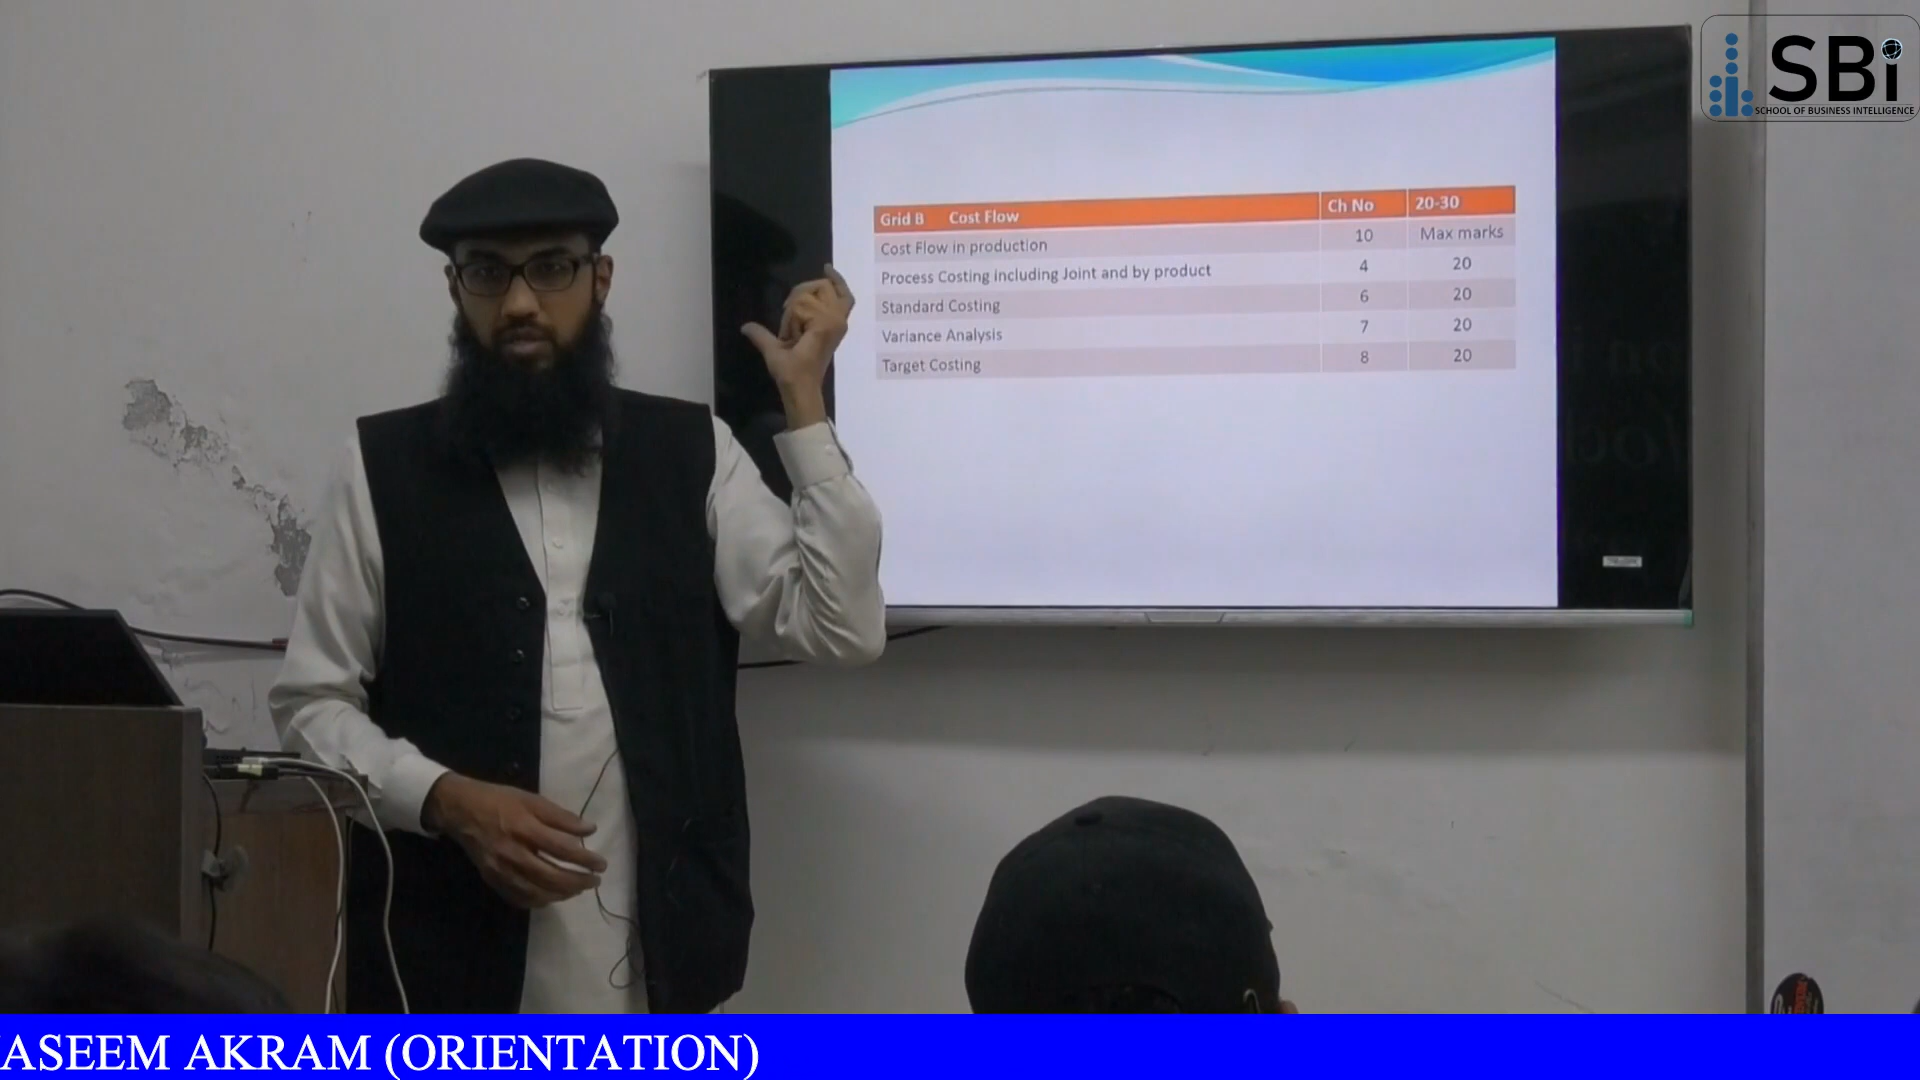 SBi
SCHOOL OF BUSINESS INTELLIGENCE
Grid B Cost Flow Ch No 20-30
Cost Flow in production 10 Max marks
Process Costing including Joint and by product 4 20
Standard Costing 6 20
Variance Analysis 7 20
Target Costing 8 20
ASEEM AKRAM (ORIENTATION)